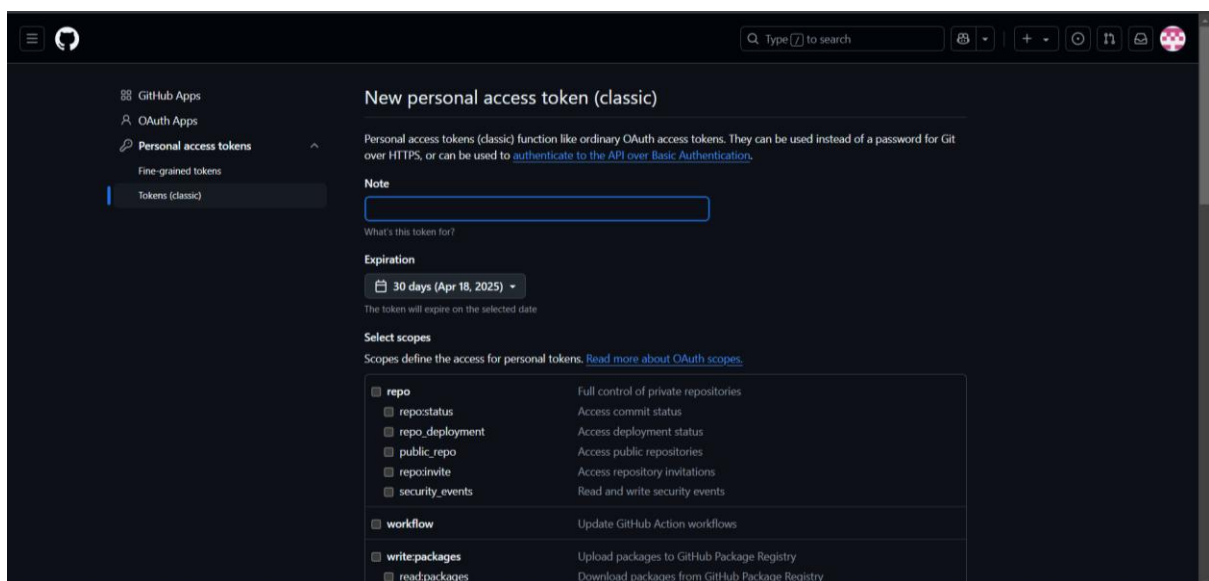 Type / to search
GitHub Apps
OAuth Apps
Personal access tokens
Fine-grained tokens
Tokens (classic)
New personal access token (classic)
Personal access tokens (classic) function like ordinary OAuth access tokens. They can be used instead of a password for Git
over HTTPS, or can be used to authenticate to the API over Basic Authentication.
Note
What's this token for?
Expiration
30 days (Apr 18, 2025)
The token will expire on the selected date
Select scopes
Scopes define the access for personal tokens. Read more about OAuth scopes.
repo Full control of private repositories
repo:status Access commit status
repo_deployment Access deployment status
public_repo Access public repositories
repo:invite Access repository invitations
security_events Read and write security events
workflow Update GitHub Action workflows
write:packages Upload packages to GitHub Package Registry
read:packages Download packages from GitHub Package Registry